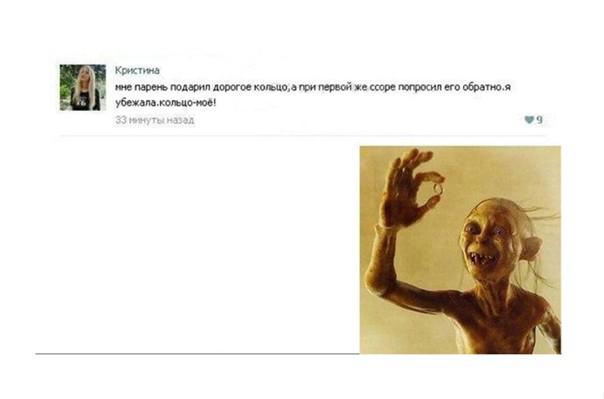 Кристина
мне парень подарил дорогое кольцо,а при первой же ссоре попросил его обратно.я
убежала.кольцо-моё!
33 минуты назад
9